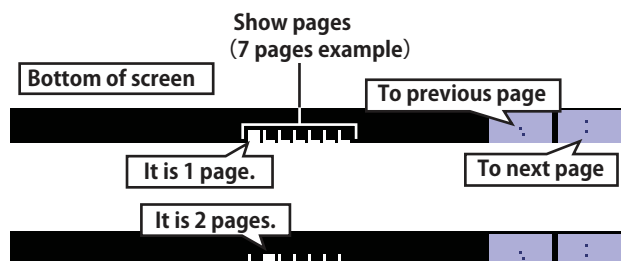 Show pages
（7 pages example）
Bottom of screen
To previous page
It is 1 page.
To next page
It is 2 pages.